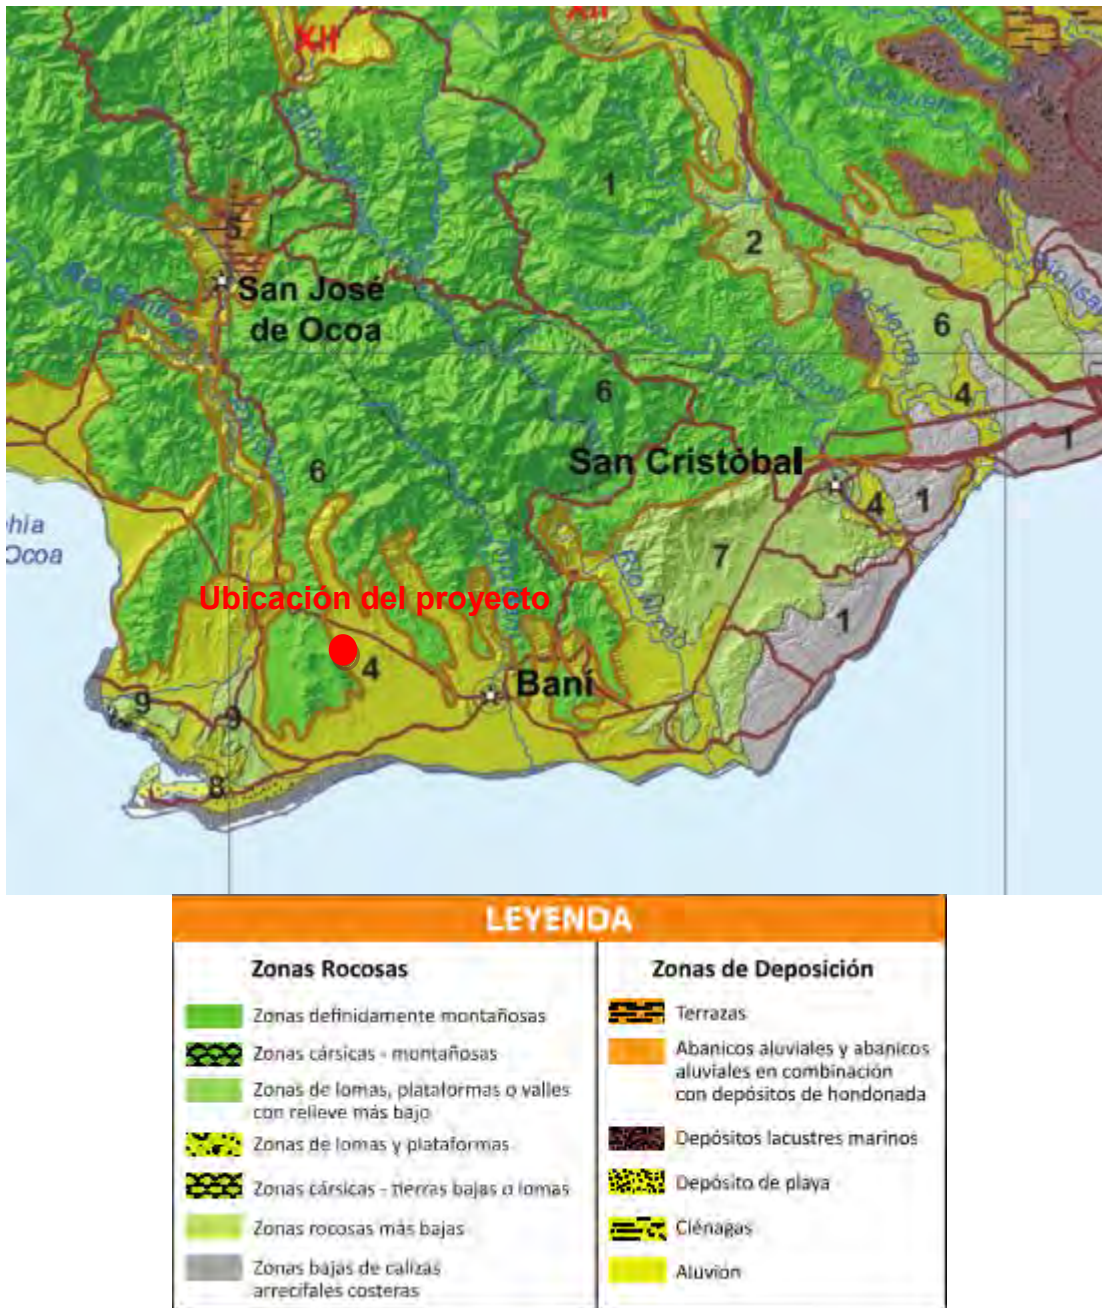 XII
XII
1
2
5
San José
de Ocoa
6
6
4
1
6
San Cristóbal
4
1
7
1
hia
Ocoa
Ubicación del proyecto
4
Baní
9
9
8
LEYENDA
Zonas Rocosas
Zonas definidamente montañosas
Zonas cársicas - montañosas
Zonas de lomas, plataformas o valles
con relieve más bajo
Zonas de lomas y plataformas
Zonas cársicas - tierras bajas o lomas
Zonas rocosas más bajas
Zonas bajas de calizas
arrecifales costeras
Zonas de Deposición
Terrazas
Abanicos aluviales y abanicos
aluviales en combinación
con depósitos de hondonada
Depósitos lacustres marinos
Depósito de playa
Ciénagas
Aluvion